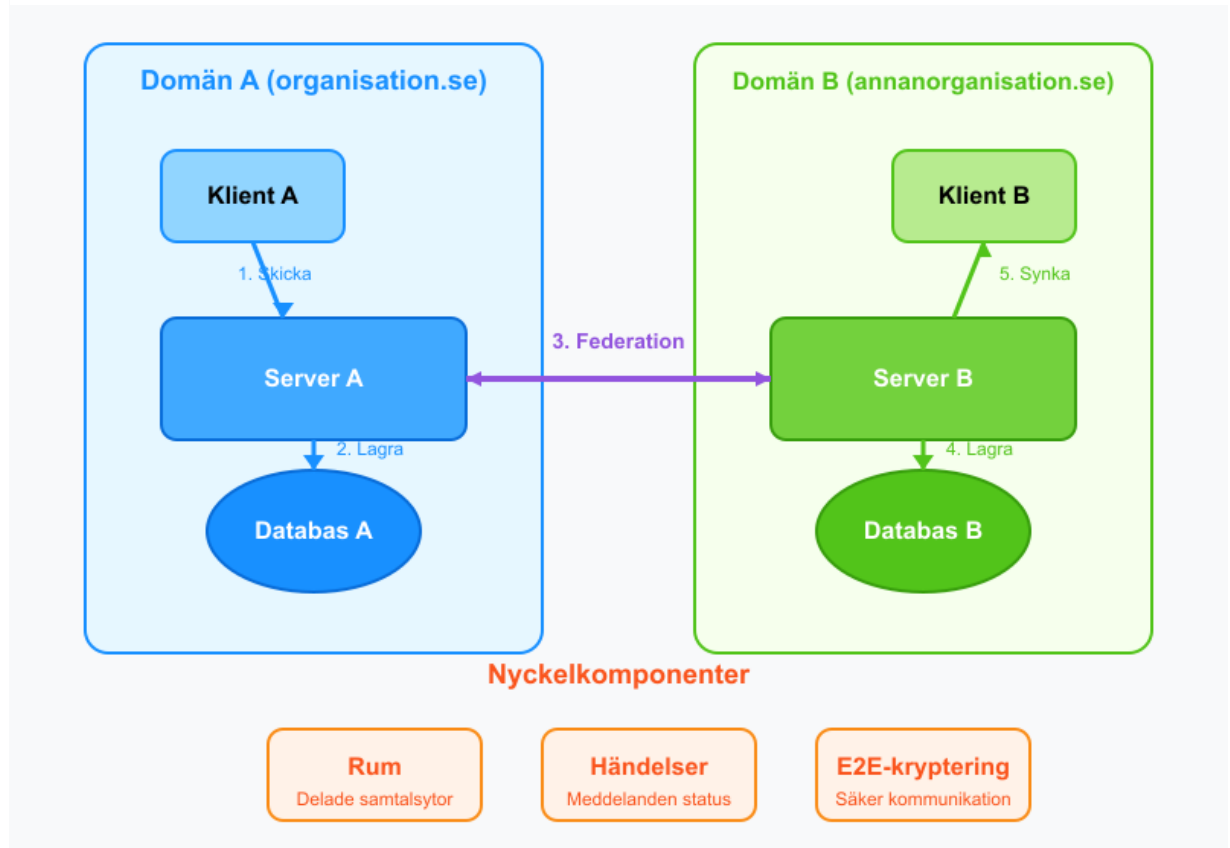 Domän A (organisation.se)
Domän B (annanorganisation.se)
Klient A
Klient B
1. Skicka
5. Synka
3. Federation
Server A
Server B
2. Lagra
4. Lagra
Databas A
Databas B
Nyckelkomponenter
Rum
Delade samtalsytor
Händelser
Meddelanden status
E2E-kryptering
Säker kommunikation